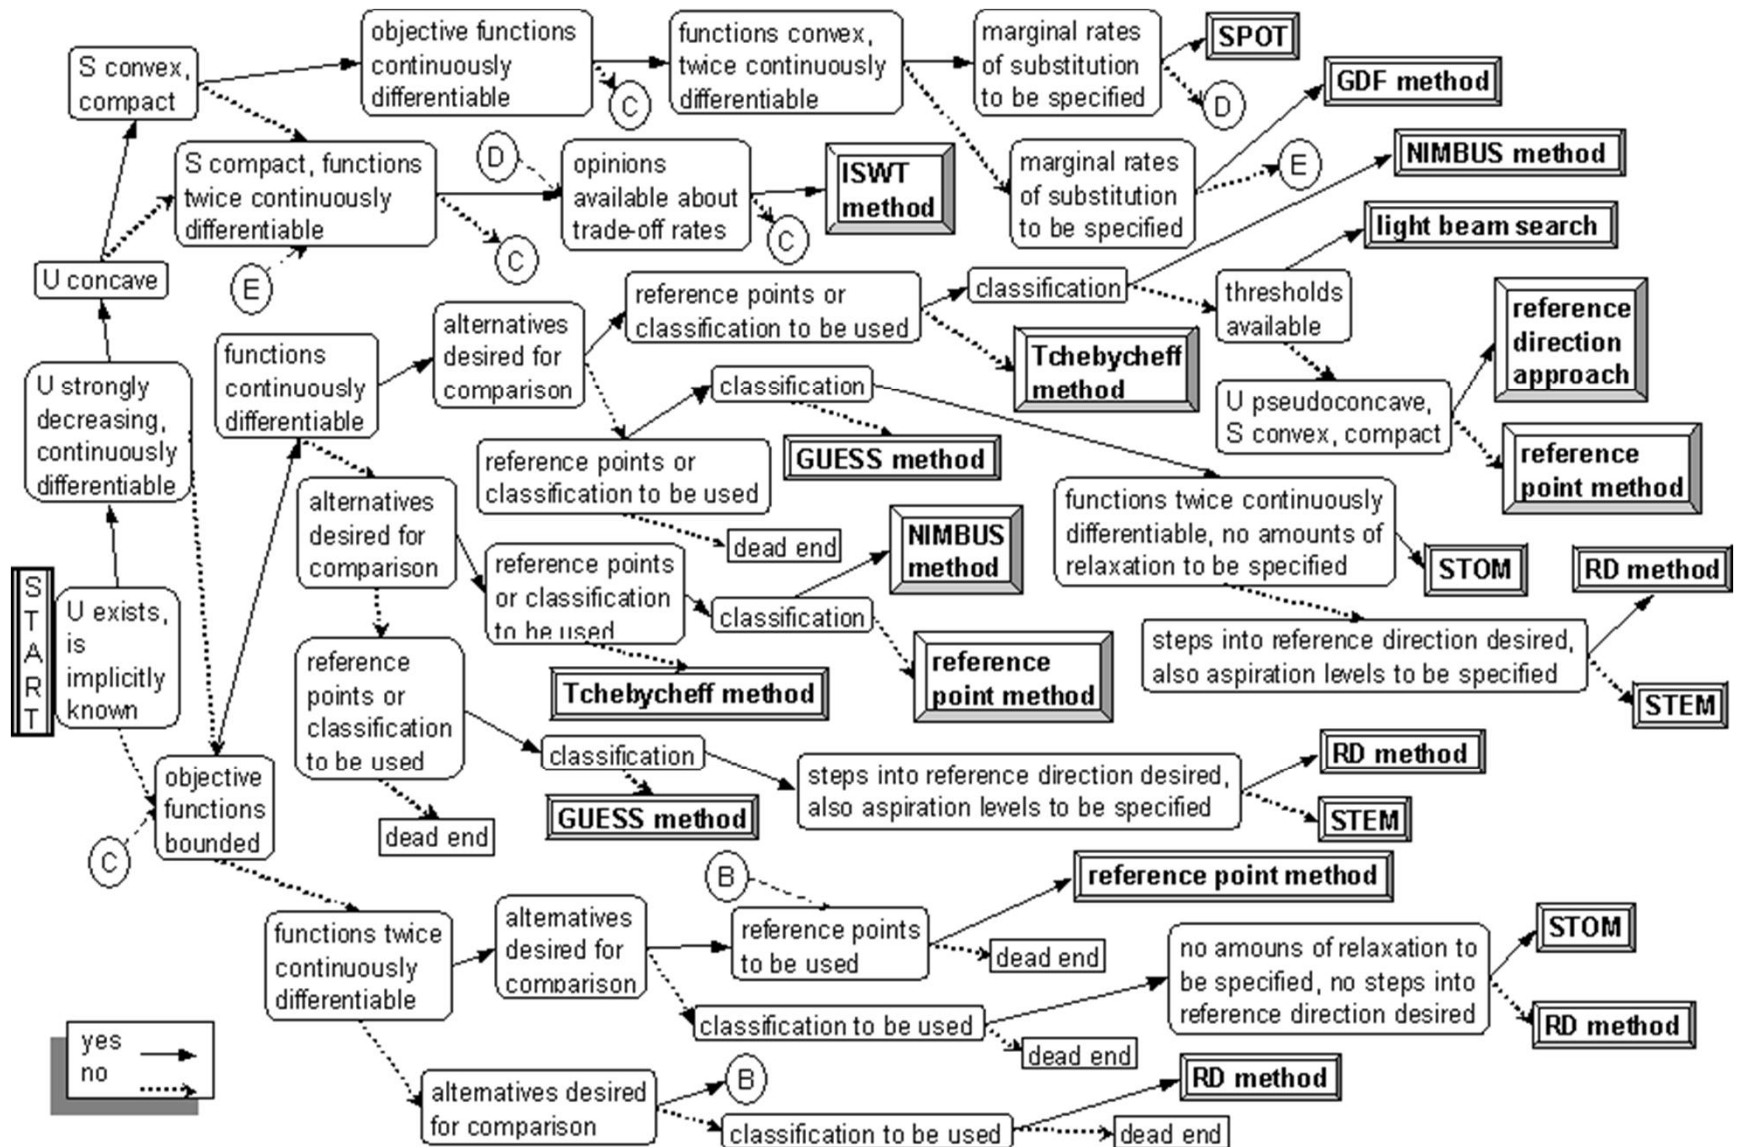 S convex,
compact
objective functions
continuously
differentiable
C
functions convex,
twice continuously
differentiable
marginal rates
of substitution
to be specified
SPOT
D
GDF method
S compact, functions
twice continuously
differentiable
C
D
opinions
available about
trade-off rates
C
ISWT
method
marginal rates
of substitution
to be specified
E
NIMBUS method
light beam search
U concave
E
reference points or
classification to be used
classification
thresholds
available
reference
direction
approach
functions
continuously
differentiable
alternatives
desired for
comparison
Tchebycheff
method
U pseudoconcave,
S convex, compact
reference
point method
U strongly
decreasing,
continuously
differentiable
classification
GUESS method
reference points or
classification to be used
dead end
functions twice continuously
differentiable, no amounts of
relaxation to be specified
STOM
RD method
alternatives
desired for
comparison
reference points
or classification
to be used
NIMBUS
method
classification
reference
point method
steps into reference direction desired,
also aspiration levels to be specified
STEM
START
U exists,
is
implicitly
known
reference
points or
classification
to be used
Tchebycheff method
classification
GUESS method
dead end
steps into reference direction desired,
also aspiration levels to be specified
RD method
STEM
objective
functions
bounded
C
B
reference point method
functions twice
continuously
differentiable
alternatives
desired for
comparison
reference points
to be used
dead end
no amouns of relaxation to
be specified, no steps into
reference direction desired
STOM
RD method
classification to be used
dead end
yes
no
alternatives desired
for comparison
B
classification to be used
RD method
dead end